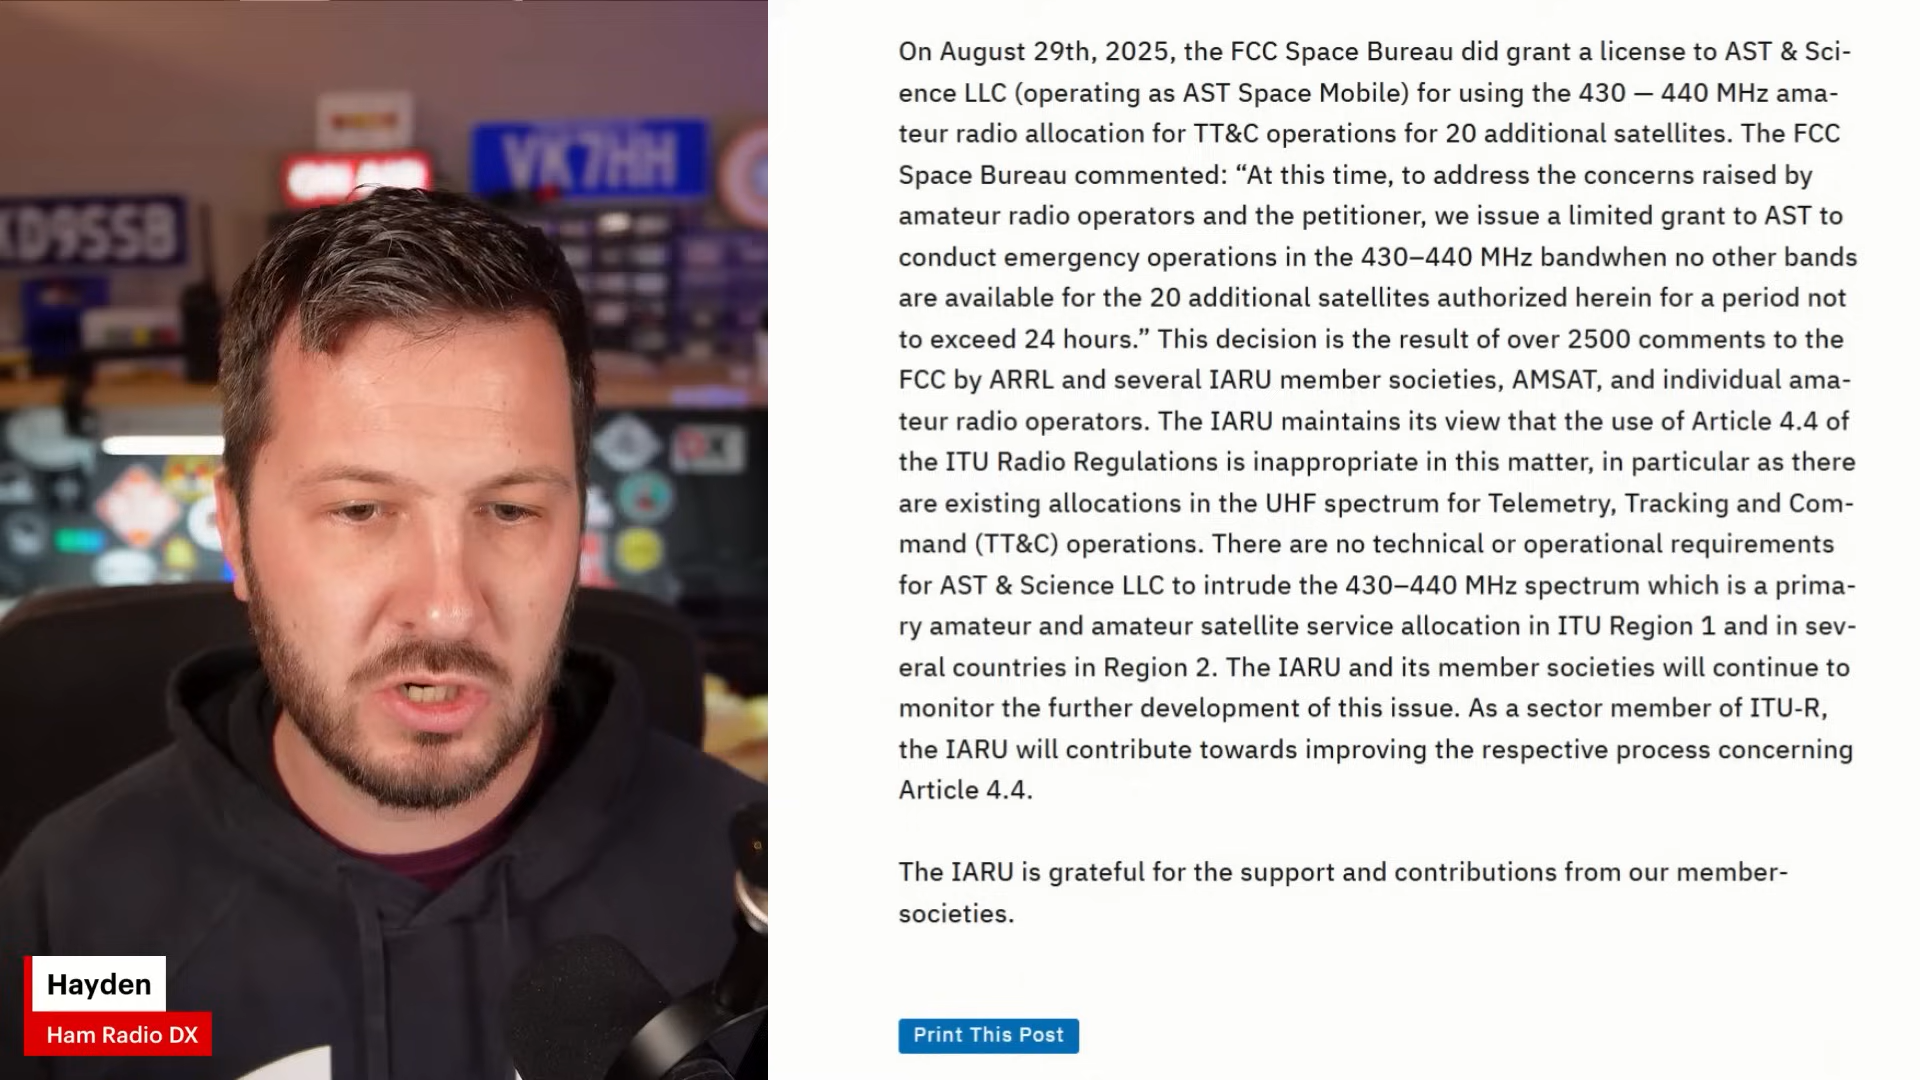 ON AIR
VK7HH
KD9SSB
DX
Hayden
Ham Radio DX
On August 29th, 2025, the FCC Space Bureau did grant a license to AST & Sci-
ence LLC (operating as AST Space Mobile) for using the 430 — 440 MHz ama-
teur radio allocation for TT&C operations for 20 additional satellites. The FCC
Space Bureau commented: “At this time, to address the concerns raised by
amateur radio operators and the petitioner, we issue a limited grant to AST to
conduct emergency operations in the 430–440 MHz bandwhen no other bands
are available for the 20 additional satellites authorized herein for a period not
to exceed 24 hours.” This decision is the result of over 2500 comments to the
FCC by ARRL and several IARU member societies, AMSAT, and individual ama-
teur radio operators. The IARU maintains its view that the use of Article 4.4 of
the ITU Radio Regulations is inappropriate in this matter, in particular as there
are existing allocations in the UHF spectrum for Telemetry, Tracking and Com-
mand (TT&C) operations. There are no technical or operational requirements
for AST & Science LLC to intrude the 430–440 MHz spectrum which is a prima-
ry amateur and amateur satellite service allocation in ITU Region 1 and in sev-
eral countries in Region 2. The IARU and its member societies will continue to
monitor the further development of this issue. As a sector member of ITU-R,
the IARU will contribute towards improving the respective process concerning
Article 4.4.
The IARU is grateful for the support and contributions from our member-
societies.
Print This Post